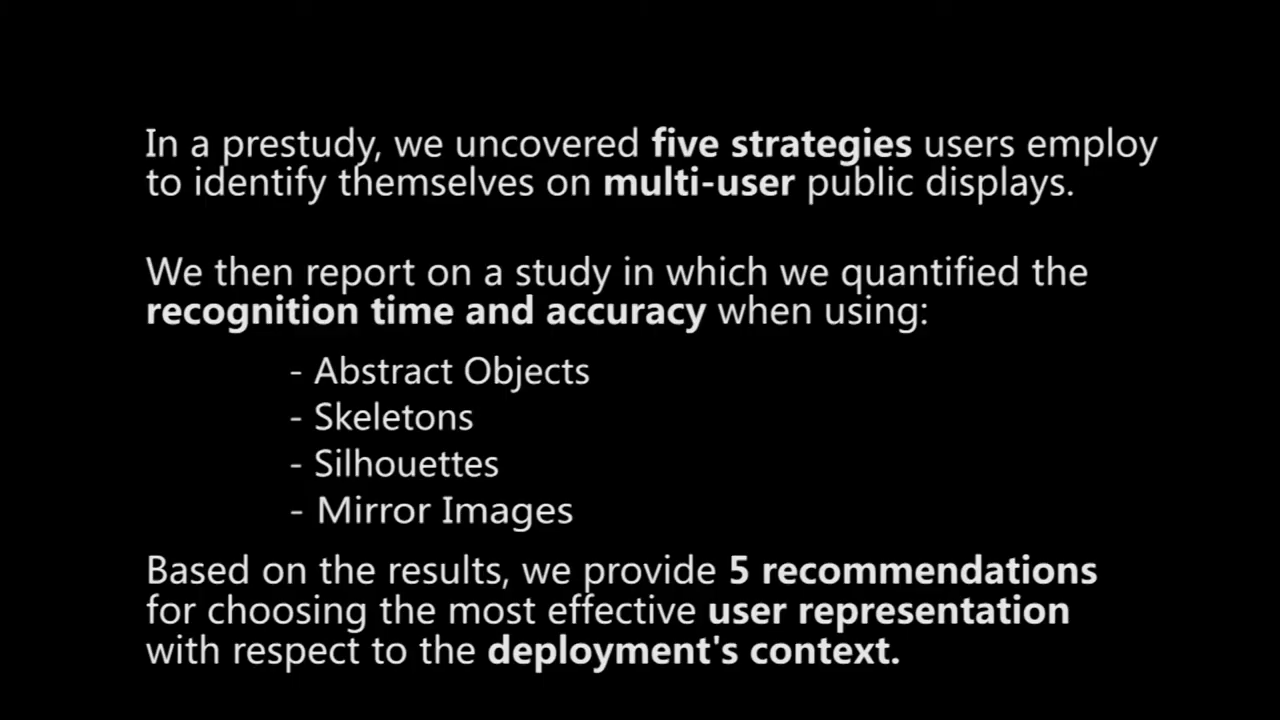 In a prestudy, we uncovered five strategies users employ
to identify themselves on multi-user public displays.
We then report on a study in which we quantified the
recognition time and accuracy when using:
- Abstract Objects
- Skeletons
- Silhouettes
- Mirror Images
Based on the results, we provide 5 recommendations
for choosing the most effective user representation
with respect to the deployment's context.